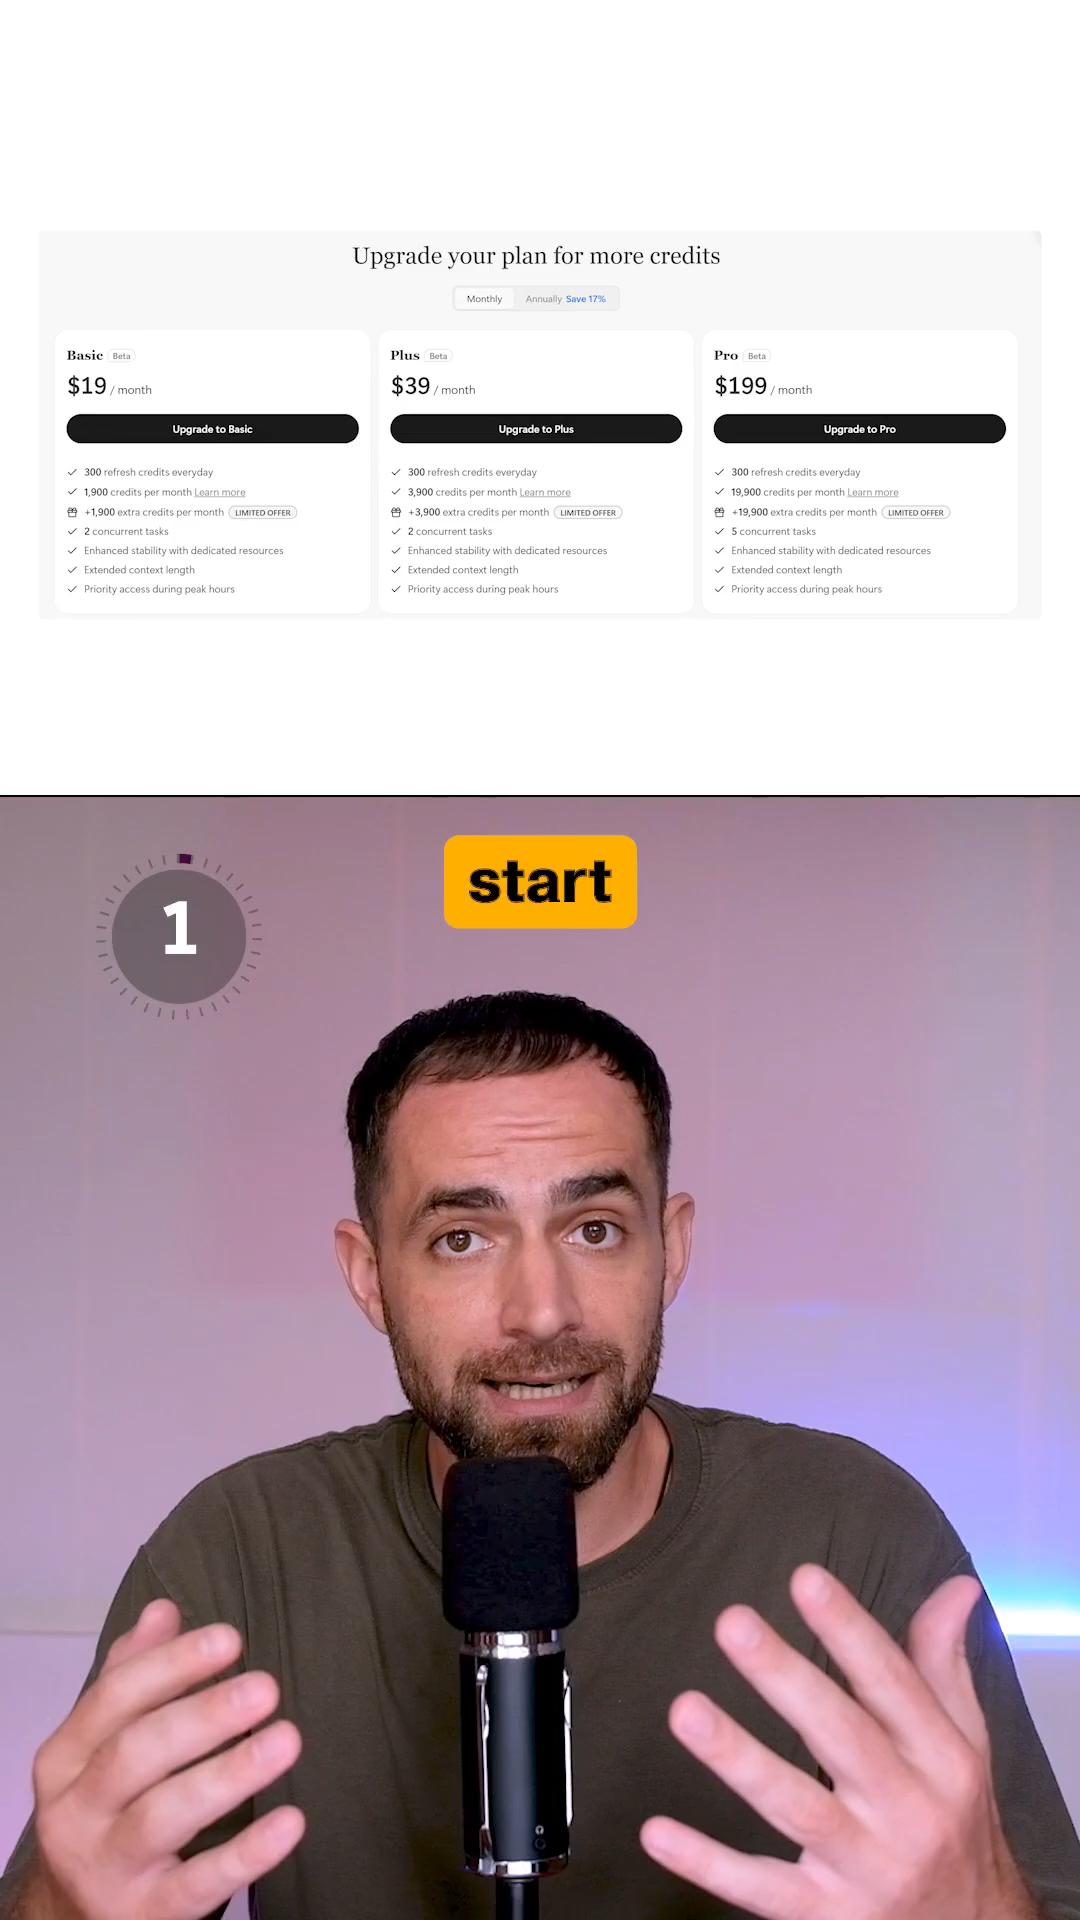 Upgrade your plan for more credits
Monthly Annually Save 17%
Basic Beta
$19 / month
Upgrade to Basic
300 refresh credits everyday
1,900 credits per month Learn more
+1,900 extra credits per month LIMITED OFFER
2 concurrent tasks
Enhanced stability with dedicated resources
Extended context length
Priority access during peak hours
Plus Beta
$39 / month
Upgrade to Plus
300 refresh credits everyday
3,900 credits per month Learn more
+3,900 extra credits per month LIMITED OFFER
2 concurrent tasks
Enhanced stability with dedicated resources
Extended context length
Priority access during peak hours
Pro Beta
$199 / month
Upgrade to Pro
300 refresh credits everyday
19,900 credits per month Learn more
+19,900 extra credits per month LIMITED OFFER
5 concurrent tasks
Enhanced stability with dedicated resources
Extended context length
Priority access during peak hours
start
1